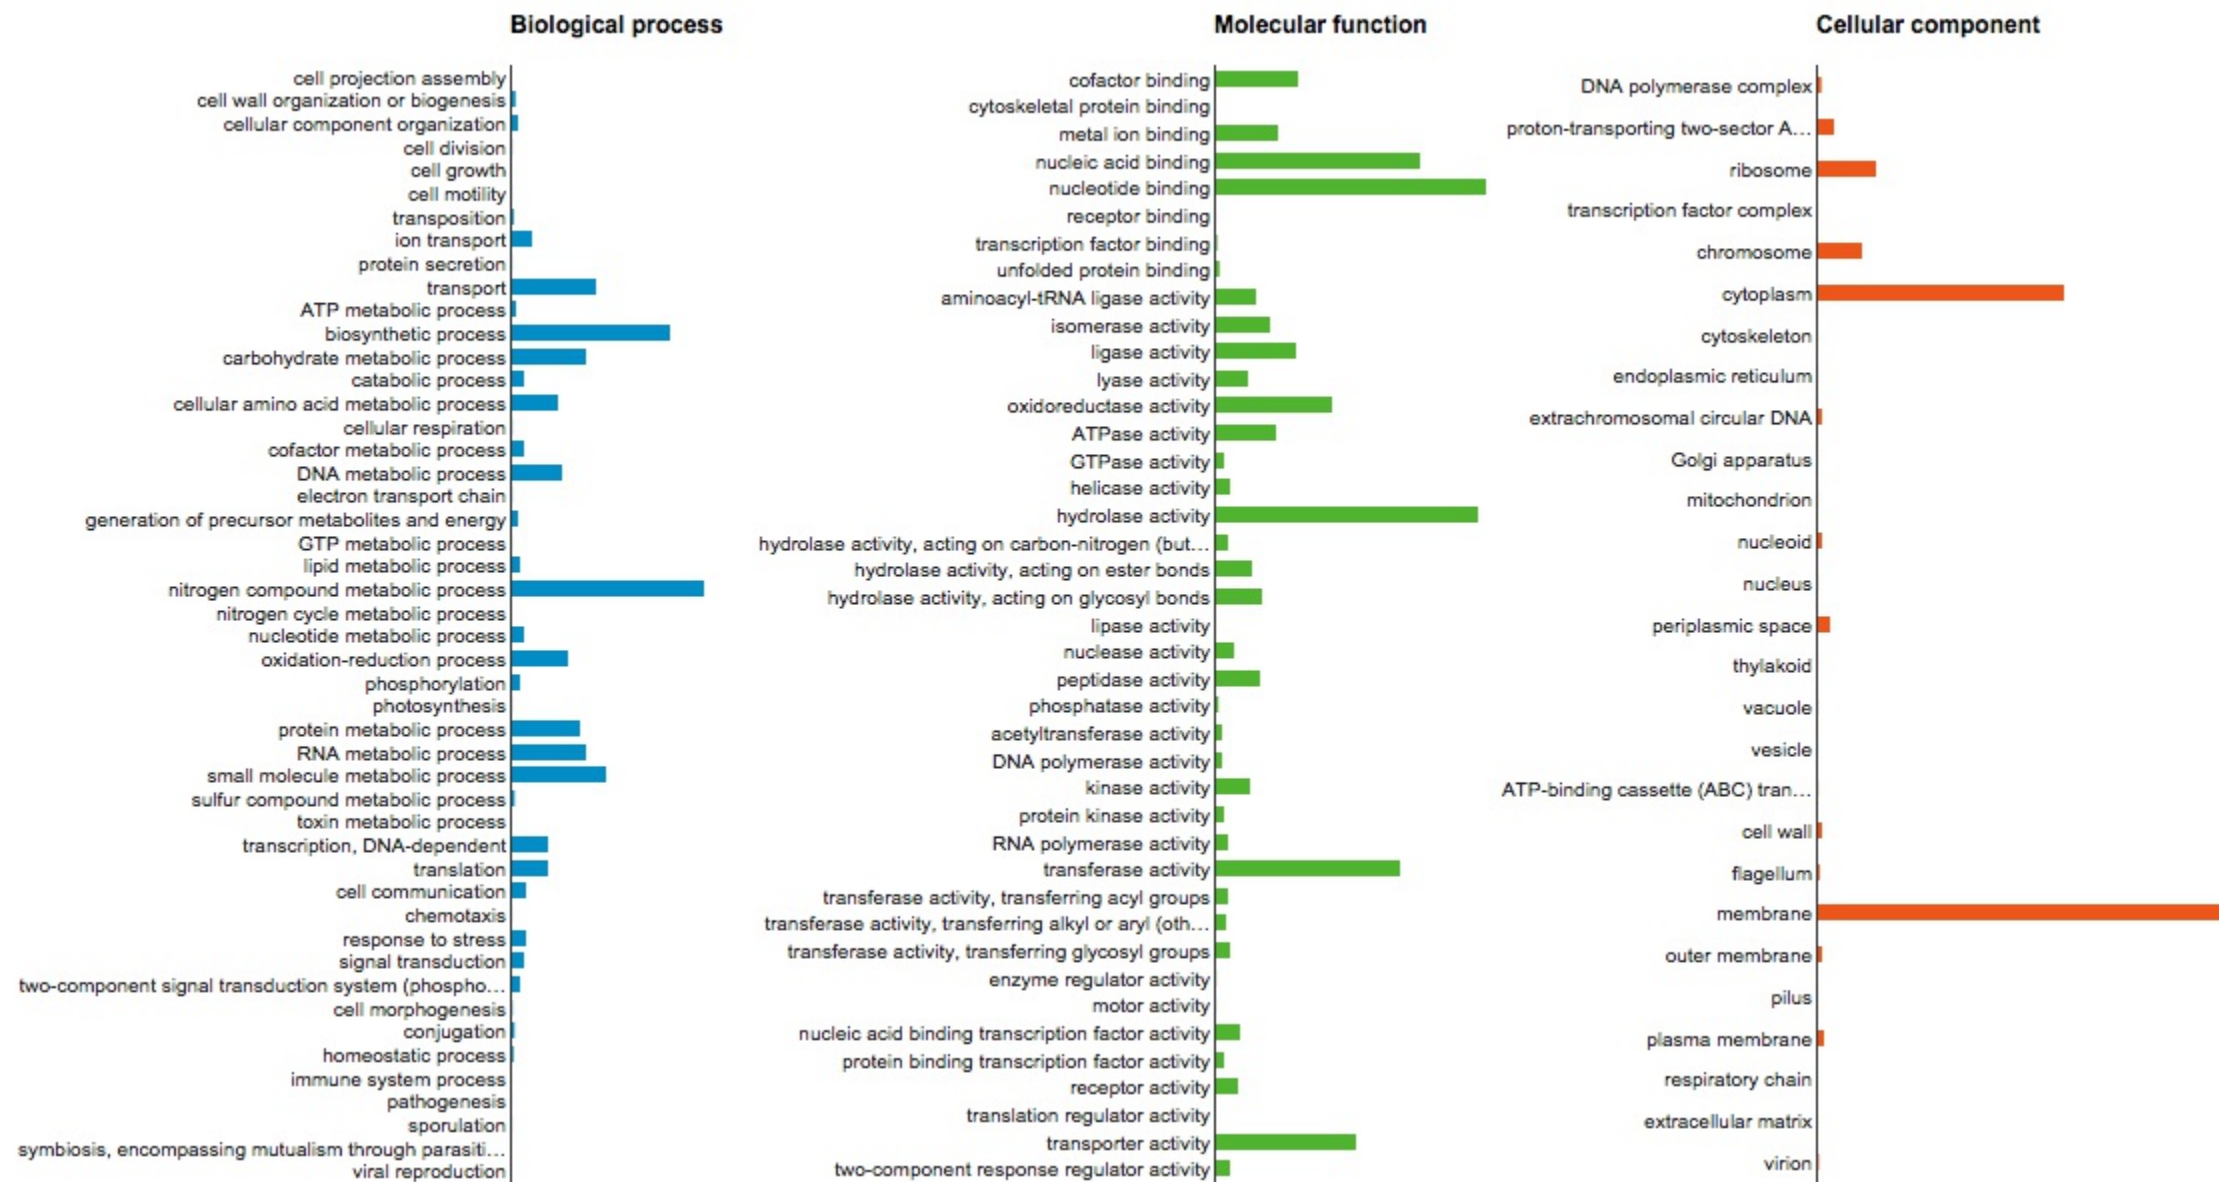 Biological process
cell projection assembly
cell wall organization or biogenesis
cellular component organization
cell division
cell growth
cell motility
transposition
ion transport
protein secretion
transport
ATP metabolic process
biosynthetic process
carbohydrate metabolic process
catabolic process
cellular amino acid metabolic process
cellular respiration
cofactor metabolic process
DNA metabolic process
electron transport chain
generation of precursor metabolites and energy
GTP metabolic process
lipid metabolic process
nitrogen compound metabolic process
nitrogen cycle metabolic process
nucleotide metabolic process
oxidation-reduction process
phosphorylation
photosynthesis
protein metabolic process
RNA metabolic process
small molecule metabolic process
sulfur compound metabolic process
toxin metabolic process
transcription, DNA-dependent
translation
cell communication
chemotaxis
response to stress
signal transduction
two-component signal transduction system (phospho...
cell morphogenesis
conjugation
homeostatic process
immune system process
pathogenesis
sporulation
symbiosis, encompassing mutualism through parasiti...
viral reproduction
Molecular function
cofactor binding
cytoskeletal protein binding
metal ion binding
nucleic acid binding
nucleotide binding
receptor binding
transcription factor binding
unfolded protein binding
aminoacyl-tRNA ligase activity
isomerase activity
ligase activity
lyase activity
oxidoreductase activity
ATPase activity
GTPase activity
helicase activity
hydrolase activity
hydrolase activity, acting on carbon-nitrogen (but...
hydrolase activity, acting on ester bonds
hydrolase activity, acting on glycosyl bonds
lipase activity
nuclease activity
peptidase activity
phosphatase activity
acetyltransferase activity
DNA polymerase activity
kinase activity
protein kinase activity
RNA polymerase activity
transferase activity
transferase activity, transferring acyl groups
transferase activity, transferring alkyl or aryl (oth...
transferase activity, transferring glycosyl groups
enzyme regulator activity
motor activity
nucleic acid binding transcription factor activity
protein binding transcription factor activity
receptor activity
translation regulator activity
transporter activity
two-component response regulator activity
Cellular component
DNA polymerase complex
proton-transporting two-sector A...
ribosome
transcription factor complex
chromosome
cytoplasm
cytoskeleton
endoplasmic reticulum
extrachromosomal circular DNA
Golgi apparatus
mitochondrion
nucleoid
nucleus
periplasmic space
thylakoid
vacuole
vesicle
ATP-binding cassette (ABC) tran...
cell wall
flagellum
membrane
outer membrane
pilus
plasma membrane
respiratory chain
extracellular matrix
virion